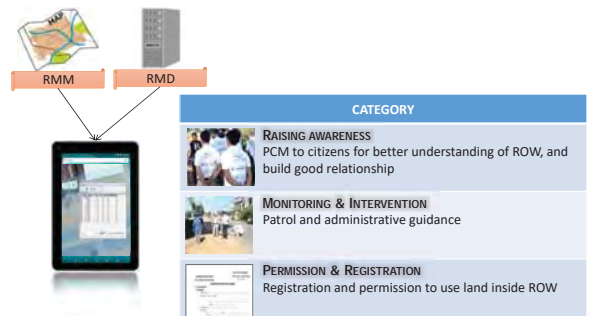 MAP
RMM
RMD
CATEGORY
RAISING AWARENESS
PCM to citizens for better understanding of ROW, and
build good relationship
MONITORING & INTERVENTION
Patrol and administrative guidance
PERMISSION & REGISTRATION
Registration and permission to use land inside ROW